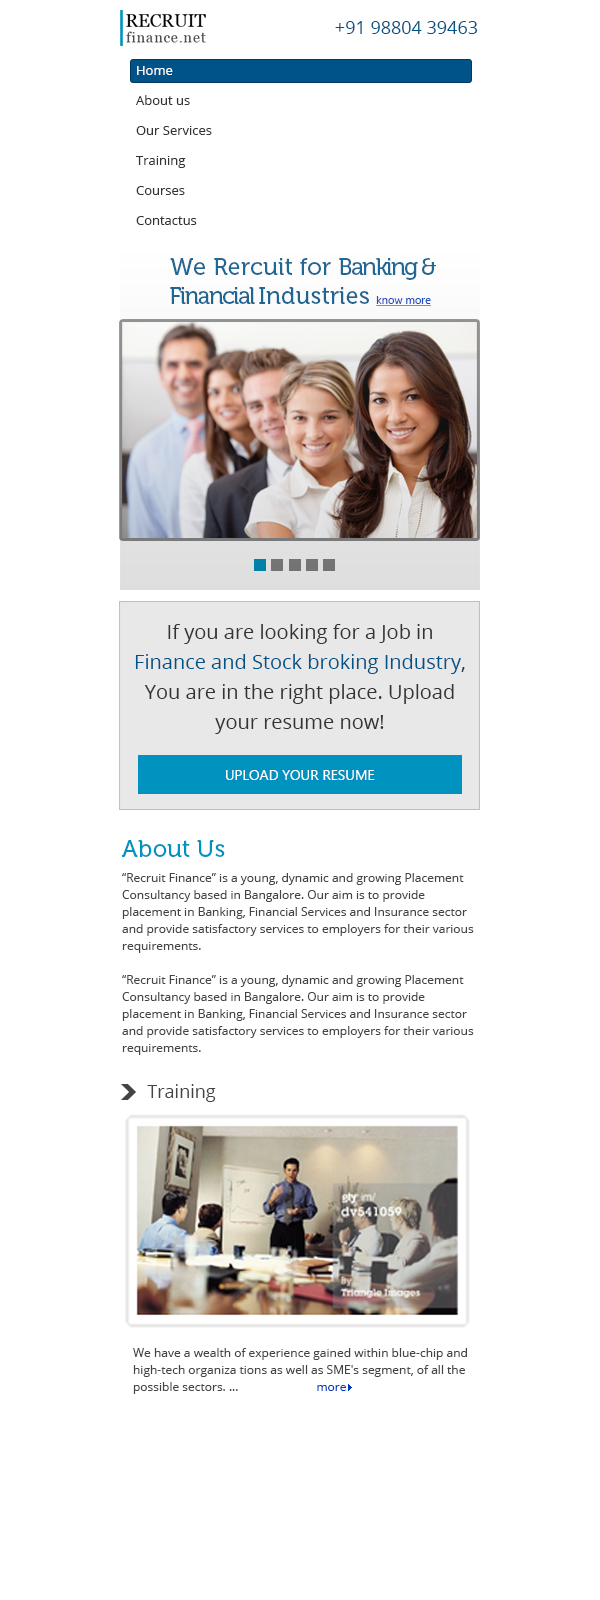 RECRUIT
finance.net
+91 98804 39463
Home
About us
Our Services
Training
Courses
Contactus
We Rercuit for Banking &
Financial Industries know more
If you are looking for a Job in
Finance and Stock broking Industry,
You are in the right place. Upload
your resume now!
UPLOAD YOUR RESUME
About Us
“Recruit Finance” is a young, dynamic and growing Placement
Consultancy based in Bangalore. Our aim is to provide
placement in Banking, Financial Services and Insurance sector
and provide satisfactory services to employers for their various
requirements.
“Recruit Finance” is a young, dynamic and growing Placement
Consultancy based in Bangalore. Our aim is to provide
placement in Banking, Financial Services and Insurance sector
and provide satisfactory services to employers for their various
requirements.
Training
gty im/
dv541059
By
Triangle Images
We have a wealth of experience gained within blue-chip and
high-tech organiza tions as well as SME's segment, of all the
possible sectors. ... more